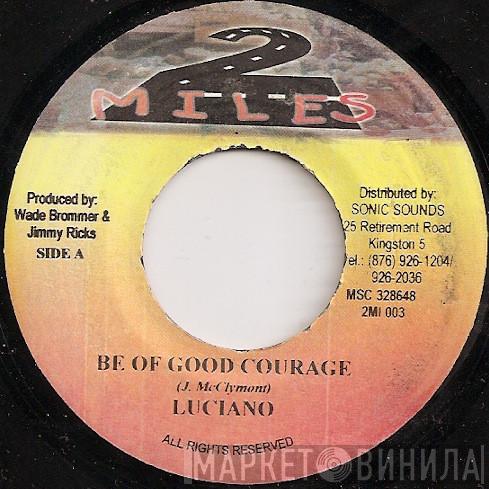 2
MILES
Produced by:
Wade Brommer &
Jimmy Ricks
SIDE A
Distributed by:
SONIC SOUNDS
25 Retirement Road
Kingston 5
Tel.: (876) 926-1204/
926-2036
MSC 328648
2MI 003
BE OF GOOD COURAGE
(J. McClymont)
LUCIANO
ALL RIGHTS RESERVED
МАРКЕТ ВИНИЛА